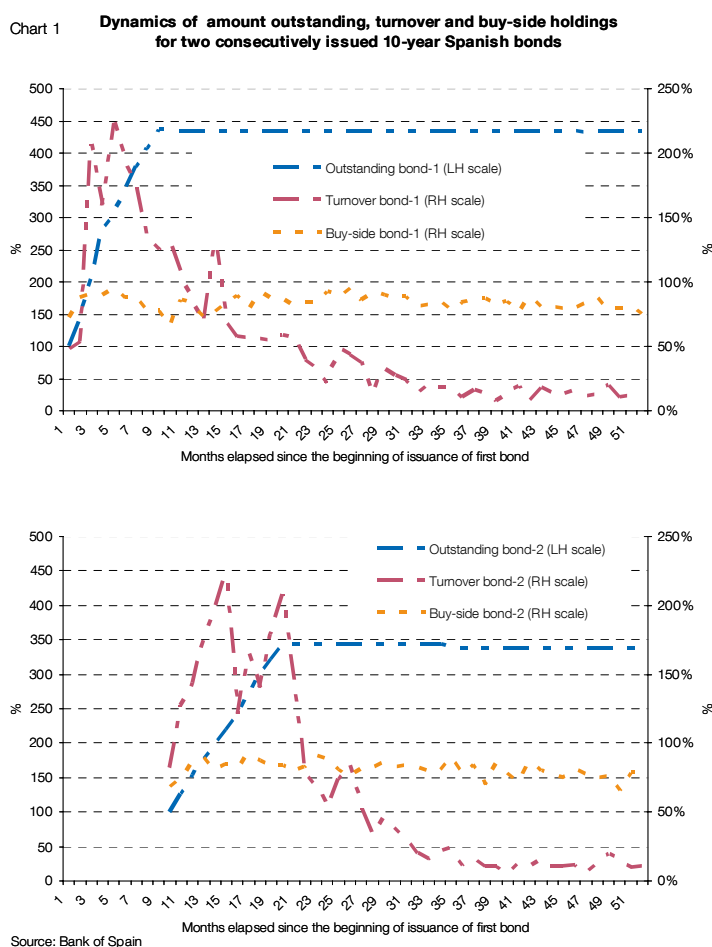 Chart 1
Dynamics of amount outstanding, turnover and buy-side holdings
for two consecutively issued 10-year Spanish bonds
500
450
400
350
300
250
200
150
100
50
0
%
250%
200%
150%
100%
50%
0%
%
Outstanding bond-1 (LH scale)
Turnover bond-1 (RH scale)
Buy-side bond-1 (RH scale)
1 3 5 7 9 11 13 15 17 19 21 23 25 27 29 31 33 35 37 39 41 43 45 47 49 51
Months elapsed since the beginning of issuance of first bond
500
450
400
350
300
250
200
150
100
50
0
%
250%
200%
150%
100%
50%
0%
%
Outstanding bond-2 (LH scale)
Turnover bond-2 (RH scale)
Buy-side bond-2 (RH scale)
1 3 5 7 9 11 13 15 17 19 21 23 25 27 29 31 33 35 37 39 41 43 45 47 49 51
Months elapsed since the beginning of issuance of first bond
Source: Bank of Spain